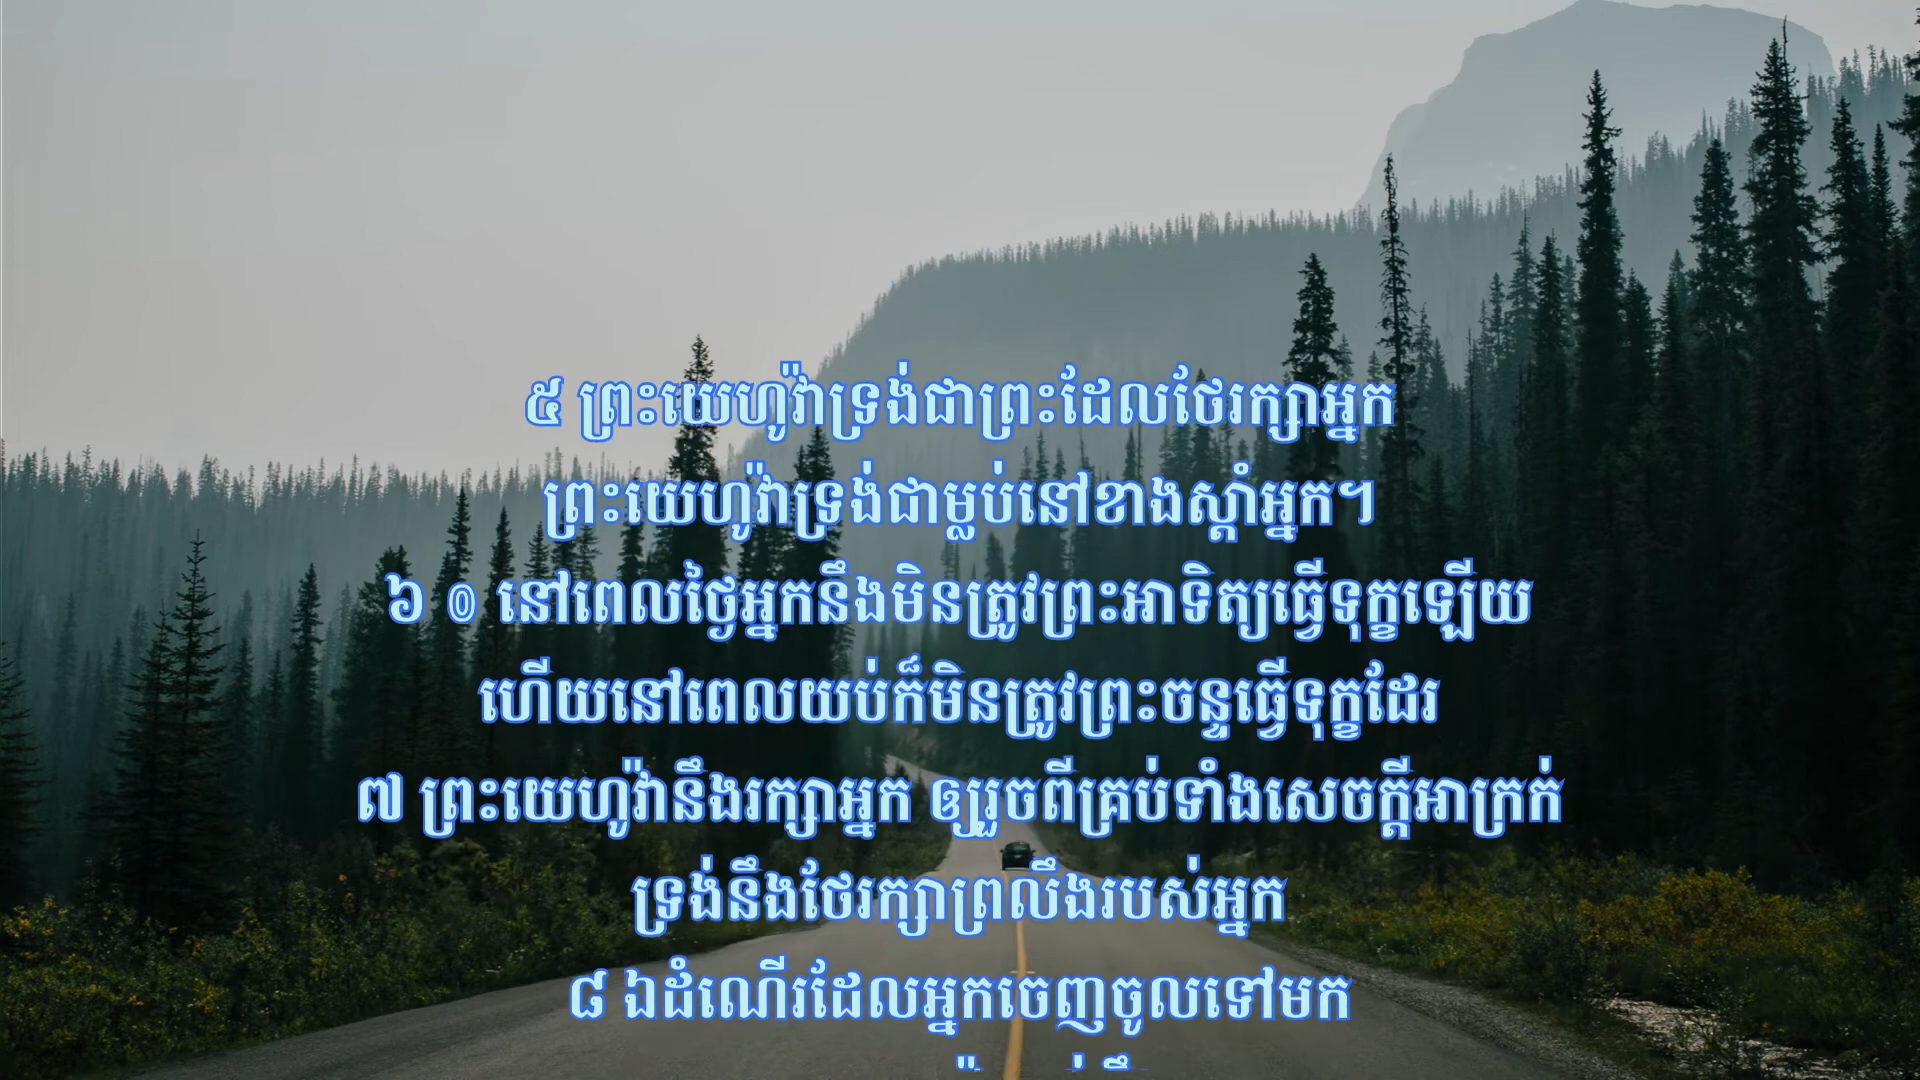 ៥ ព្រះយេហូវ៉ាទ្រង់ជាព្រះដែលថែរក្សាអ្នក
ព្រះយេហូវ៉ាទ្រង់ជាម្លប់នៅខាងស្តាំអ្នក។
៦ ៙ នៅពេលថ្ងៃអ្នកនឹងមិនត្រូវព្រះអាទិត្យធ្វើទុក្ខឡើយ
ហើយនៅពេលយប់ក៏មិនត្រូវព្រះចន្ទធ្វើទុក្ខដែរ
៧ ព្រះយេហូវ៉ានឹងរក្សាអ្នក ឲ្យរួចពីគ្រប់ទាំងសេចក្តីអាក្រក់
ទ្រង់នឹងថែរក្សាព្រលឹងរបស់អ្នក
៨ ឯដំណើរដែលអ្នកចេញចូលទៅមក